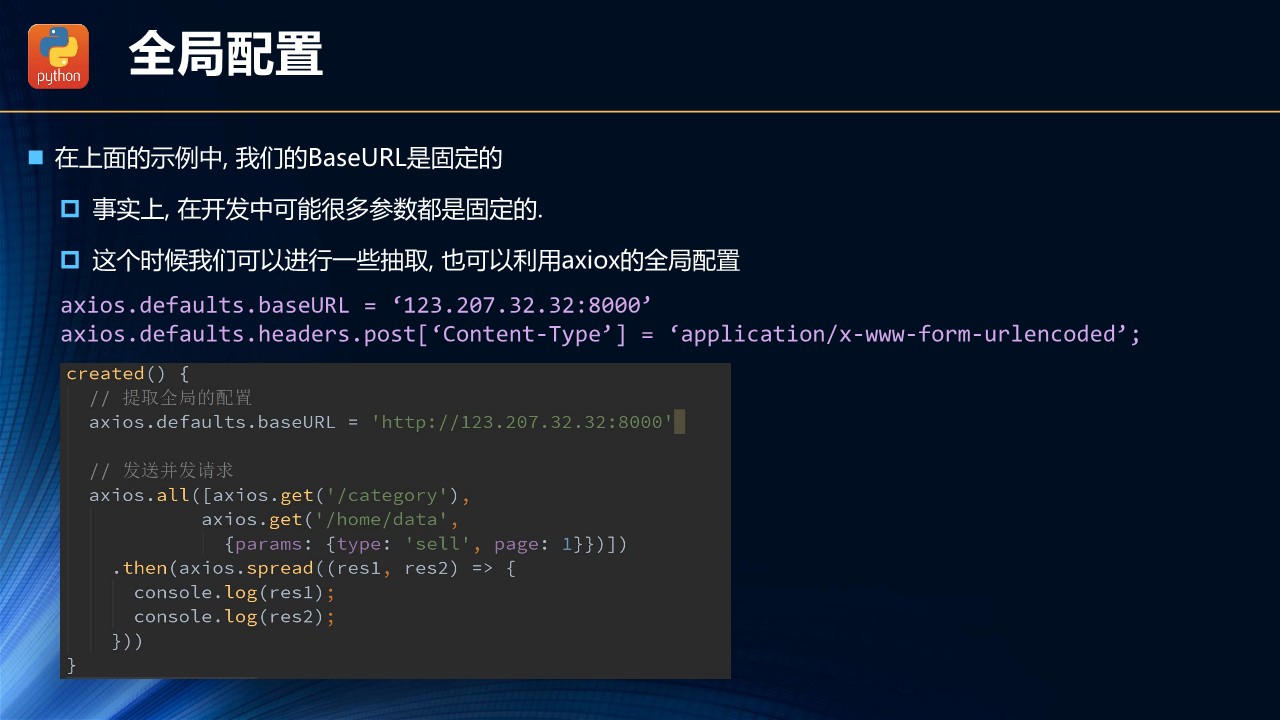 python
全局配置
在上面的示例中, 我们的BaseURL是固定的
事实上, 在开发中可能很多参数都是固定的.
这个时候我们可以进行一些抽取, 也可以利用axiox的全局配置
axios.defaults.baseURL = ‘123.207.32.32:8000’
axios.defaults.headers.post[‘Content-Type’] = ‘application/x-www-form-urlencoded’;
created() {
  // 提取全局的配置
  axios.defaults.baseURL = 'http://123.207.32.32:8000'
  // 发送并发请求
  axios.all([axios.get('/category'),
            axios.get('/home/data',
              {params: {type: 'sell', page: 1}})])
    .then(axios.spread((res1, res2) => {
      console.log(res1);
      console.log(res2);
    }))
}